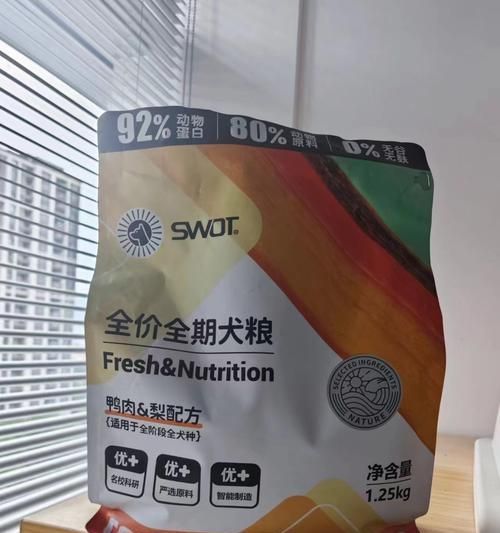 92% 动物蛋白
80% 动物原料
0% 无谷无麸
SWOT®
全价全期犬粮
Fresh&Nutrition
鸭肉&梨配方
{适用于全阶段全犬种}
SELECTED INGREDIENTS
NATURE
优+ 名校科研
优+ 严选原料
优+ 智能制造
净含量
1.25kg